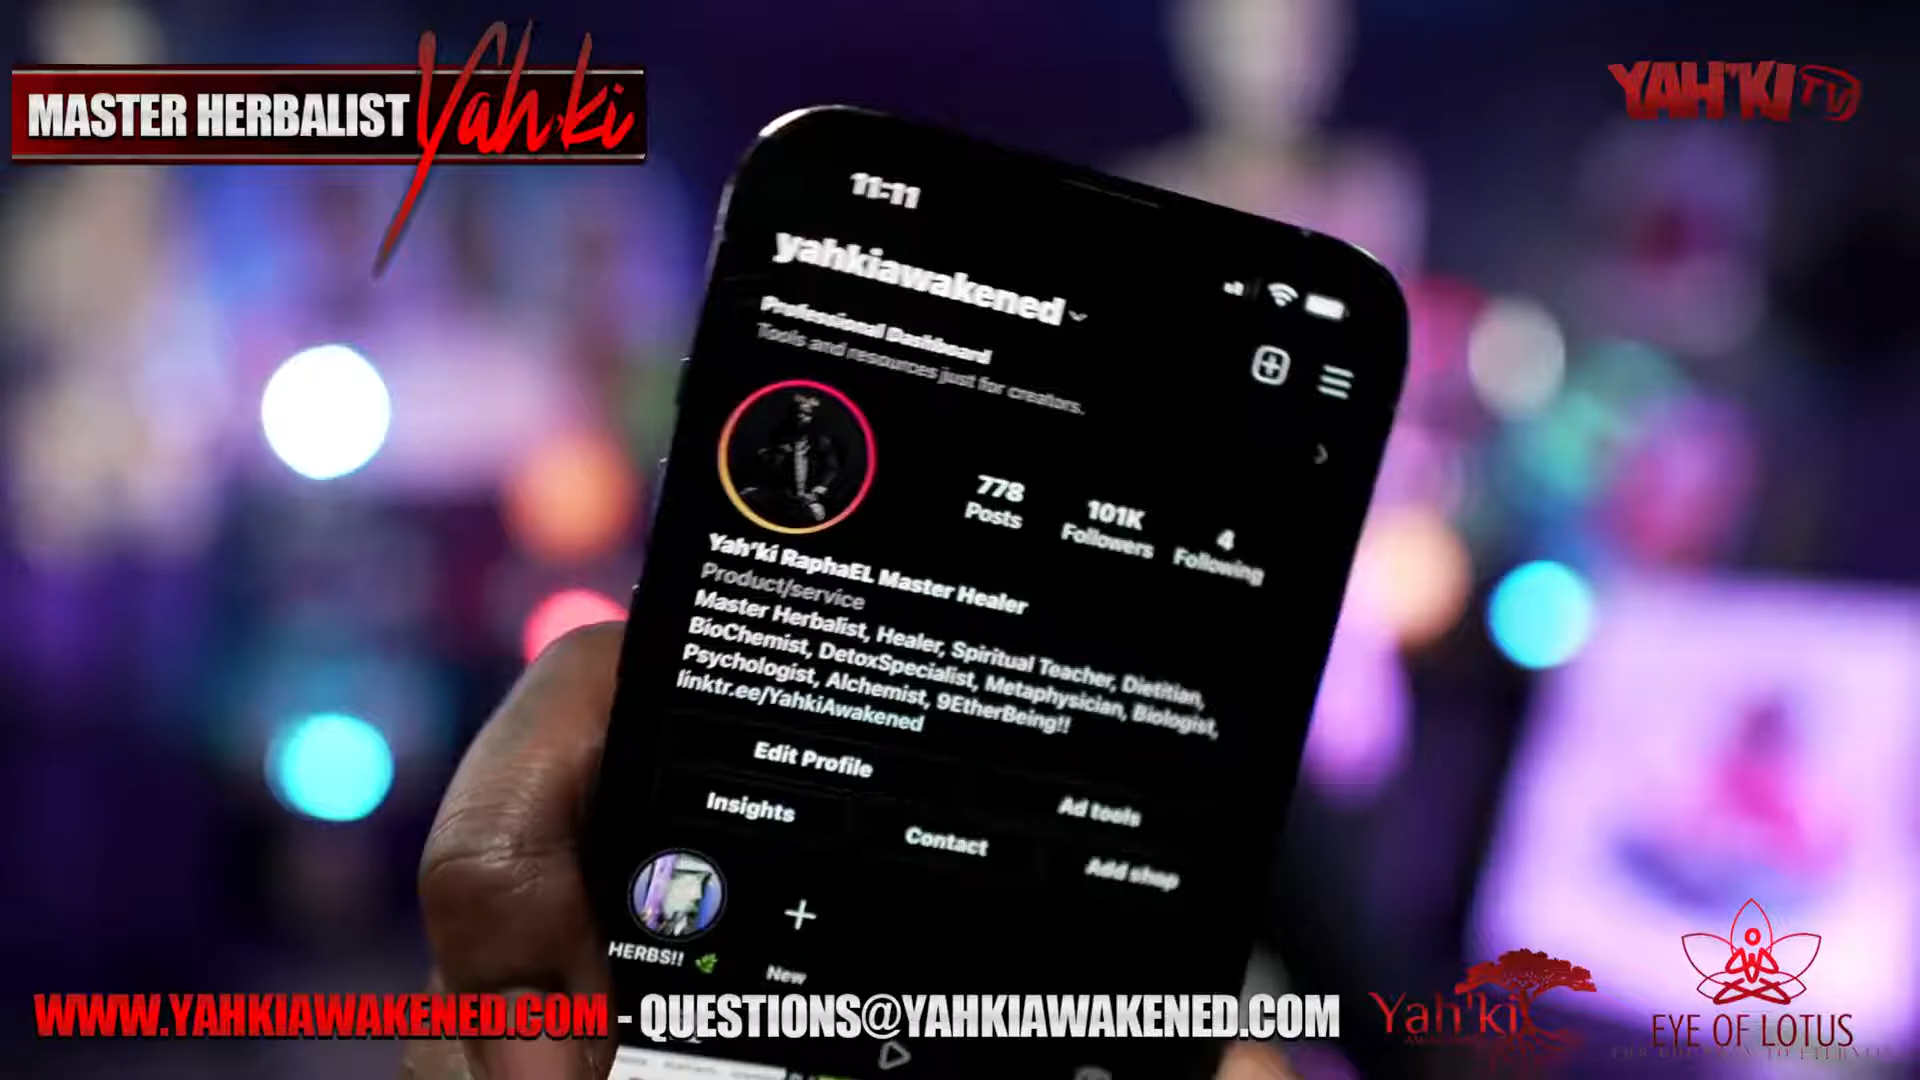 MASTER HERBALIST Yah'ki
YAH'KI TV
11:11
yahkiawakened
Professional Dashboard
Tools and resources just for creators.
778
Posts
101K
Followers
4
Following
Yah'ki RaphaEL Master Healer
Product/service
Master Herbalist, Healer, Spiritual Teacher, Dietitian,
BioChemist, DetoxSpecialist, Metaphysician, Biologist,
Psychologist, Alchemist, 9EtherBeing!!
linktr.ee/YahkiAwakened
Edit Profile
Ad tools
Insights
Contact
Add shop
HERBS!!
New
WWW.YAHKIAWAKENED.COM - QUESTIONS@YAHKIAWAKENED.COM
Yah'ki
EYE OF LOTUS